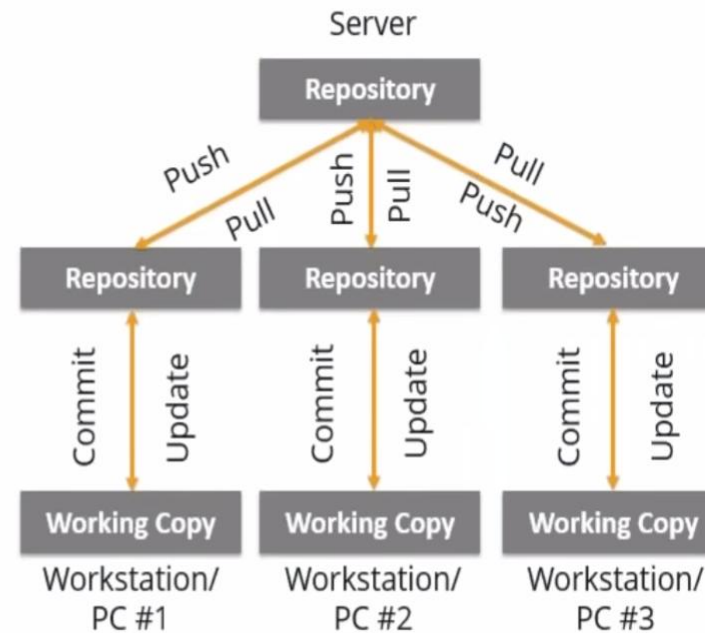 Server
Repository
Push
Pull
Push
Pull
Pull
Push
Repository
Repository
Repository
Commit
Update
Commit
Update
Commit
Update
Working Copy
Working Copy
Working Copy
Workstation/
PC #1
Workstation/
PC #2
Workstation/
PC #3